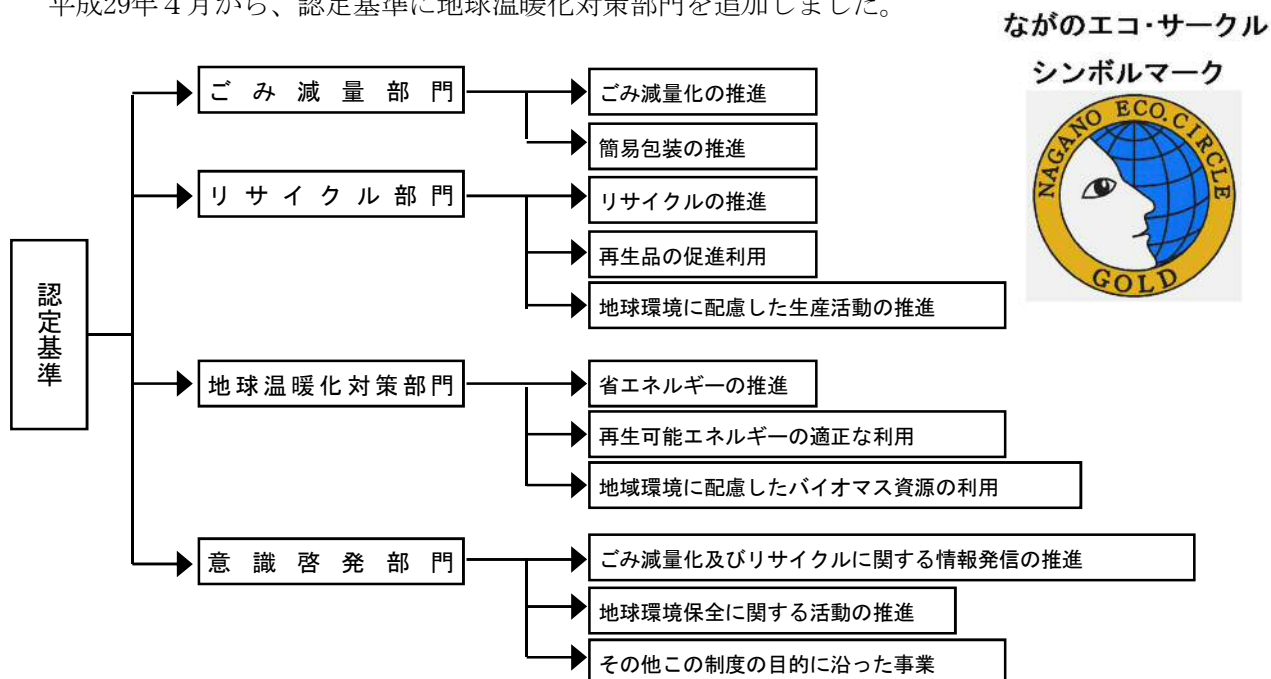 平成29年4月から、認定基準に地球温暖化対策部門を追加しました。
ながのエコ・サークル
シンボルマーク
NAGANO ECO.CIRCLE
GOLD
認定基準
ごみ減量部門
ごみ減量化の推進
簡易包装の推進
リサイクル部門
リサイクルの推進
再生品の促進利用
地球環境に配慮した生産活動の推進
地球温暖化対策部門
省エネルギーの推進
再生可能エネルギーの適正な利用
地域環境に配慮したバイオマス資源の利用
意識啓発部門
ごみ減量化及びリサイクルに関する情報発信の推進
地球環境保全に関する活動の推進
その他この制度の目的に沿った事業